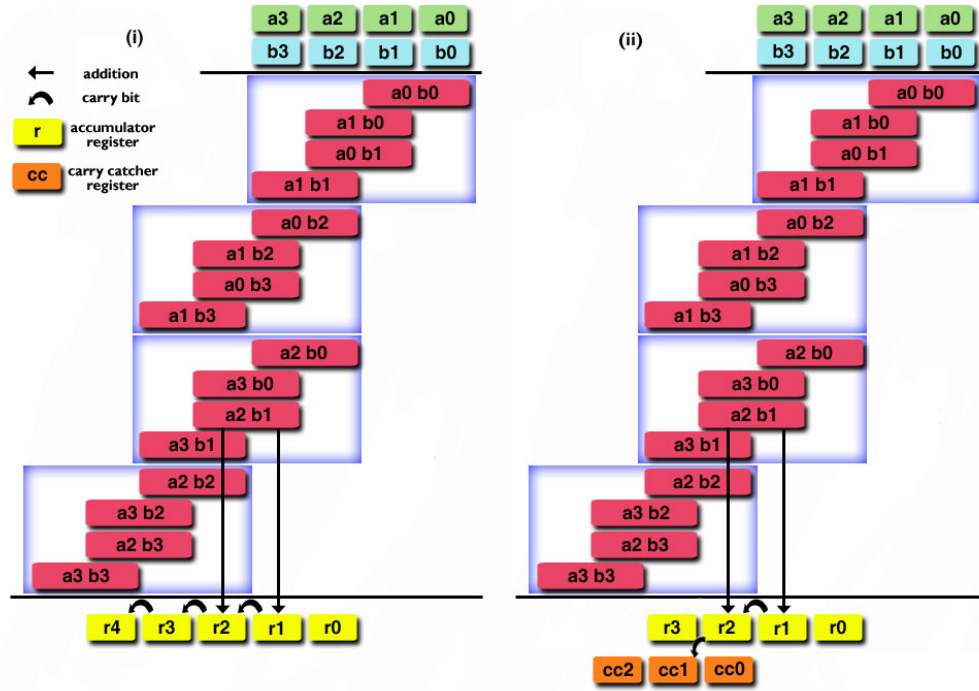 (i)
a3 a2 a1 a0
b3 b2 b1 b0
addition
carry bit
r
accumulator
register
cc
carry catcher
register
a0 b0
a1 b0
a0 b1
a1 b1
a0 b2
a1 b2
a0 b3
a1 b3
a2 b0
a3 b0
a2 b1
a3 b1
a2 b2
a3 b2
a2 b3
a3 b3
r4 r3 r2 r1 r0
(ii)
a3 a2 a1 a0
b3 b2 b1 b0
a0 b0
a1 b0
a0 b1
a1 b1
a0 b2
a1 b2
a0 b3
a1 b3
a2 b0
a3 b0
a2 b1
a3 b1
a2 b2
a3 b2
a2 b3
a3 b3
r3 r2 r1 r0
cc2 cc1 cc0